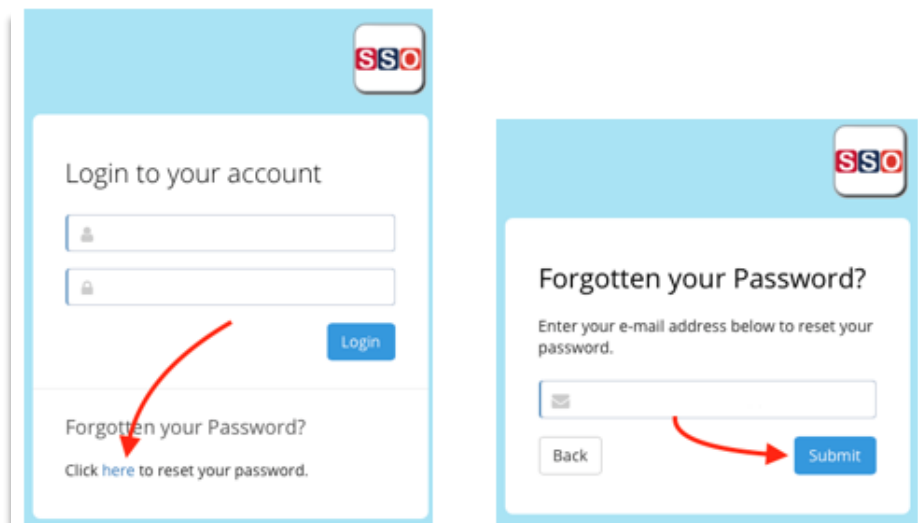 SSO
Login to your account
Login
Forgotten your Password?
Click here to reset your password.
SSO
Forgotten your Password?
Enter your e-mail address below to reset your
password.
Back
Submit